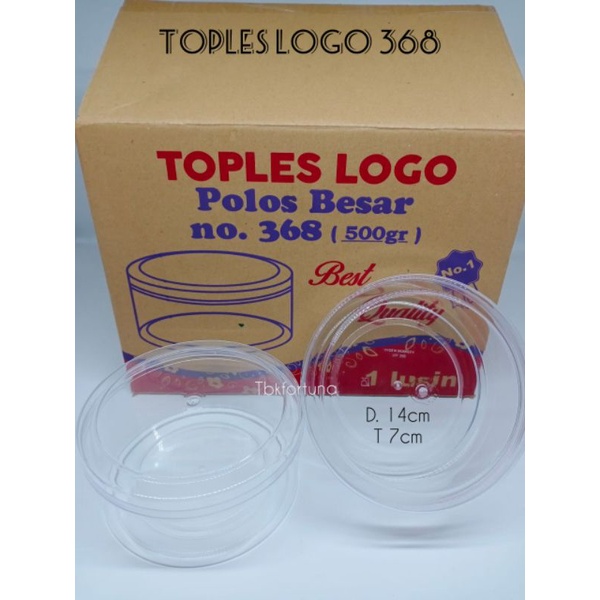 TOPLES LOGO 368
TOPLES LOGO
Polos Besar
no. 368 ( 500gr )
Best
Quality
No.1
1 lusin
Tbkfortuna
D. 14cm
T 7cm